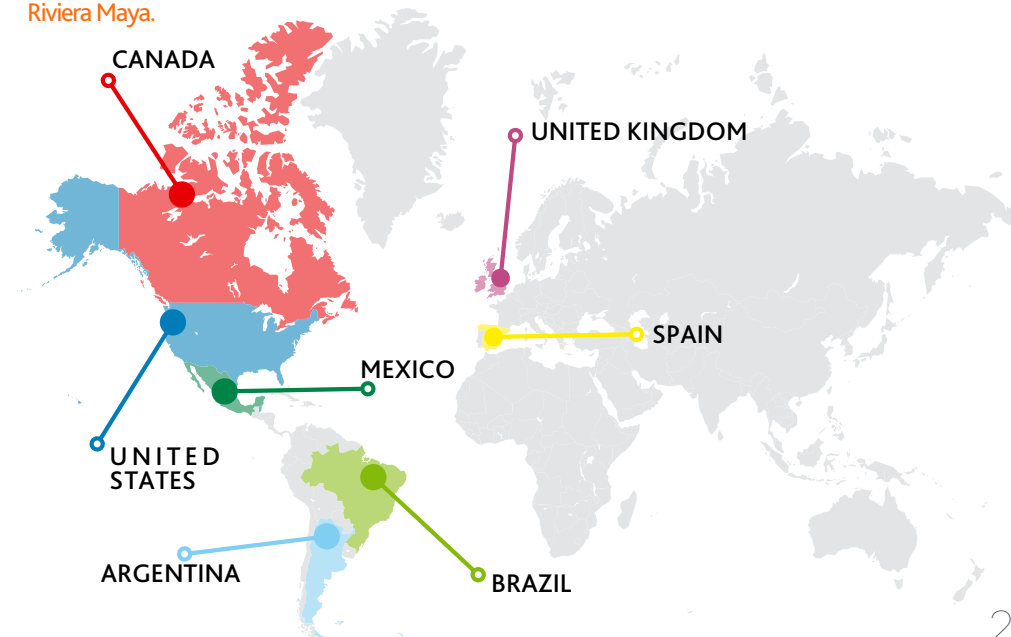 Riviera Maya.
CANADA
UNITED KINGDOM
SPAIN
MEXICO
UNITED
STATES
ARGENTINA
BRAZIL
2